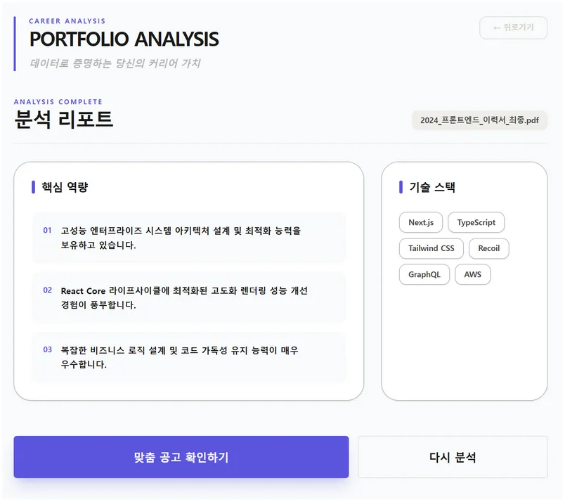 CAREER ANALYSIS
PORTFOLIO ANALYSIS
데이터로 증명하는 당신의 커리어 가치
← 뒤로가기
ANALYSIS COMPLETE
분석 리포트
2024_프론트엔드_이력서_최종.pdf
핵심 역량
01 고성능 엔터프라이즈 시스템 아키텍처 설계 및 최적화 능력을
보유하고 있습니다.
02 React Core 라이프사이클에 최적화된 고도화 렌더링 성능 개선
경험이 풍부합니다.
03 복잡한 비즈니스 로직 설계 및 코드 가독성 유지 능력이 매우
우수합니다.
기술 스택
Next.js TypeScript
Tailwind CSS Recoil
GraphQL AWS
맞춤 공고 확인하기
다시 분석